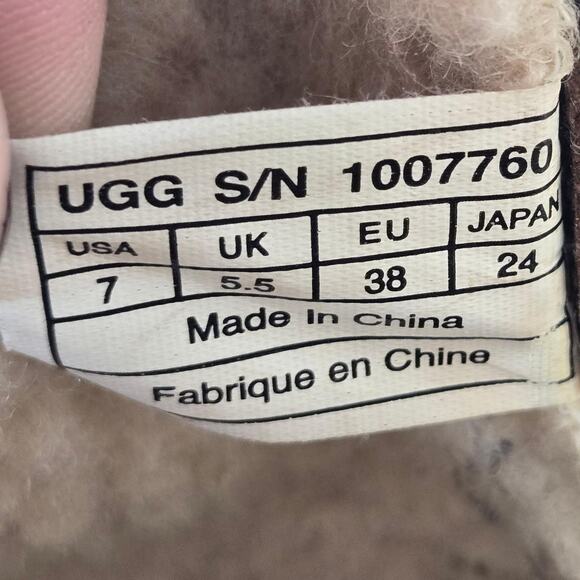 UGG S/N 1007760
USA UK EU JAPAN
7 5.5 38 24
Made In China
Fabrique en Chine